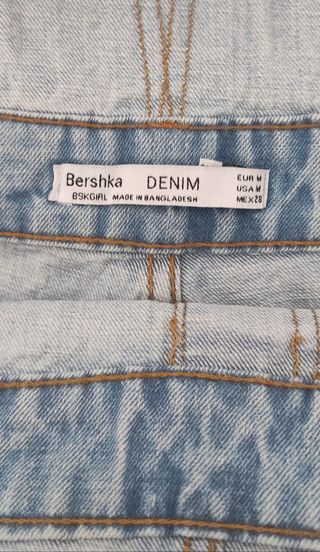 Bershka DENIM
BSKGIRL MADE IN BANGLADESH
EUR M
USA M
MEX 28